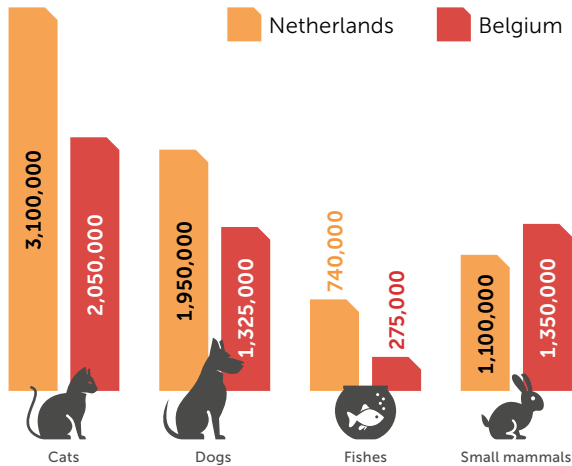 Netherlands
Belgium
3,100,000
2,050,000
1,950,000
1,325,000
740,000
275,000
1,100,000
1,350,000
Cats
Dogs
Fishes
Small mammals